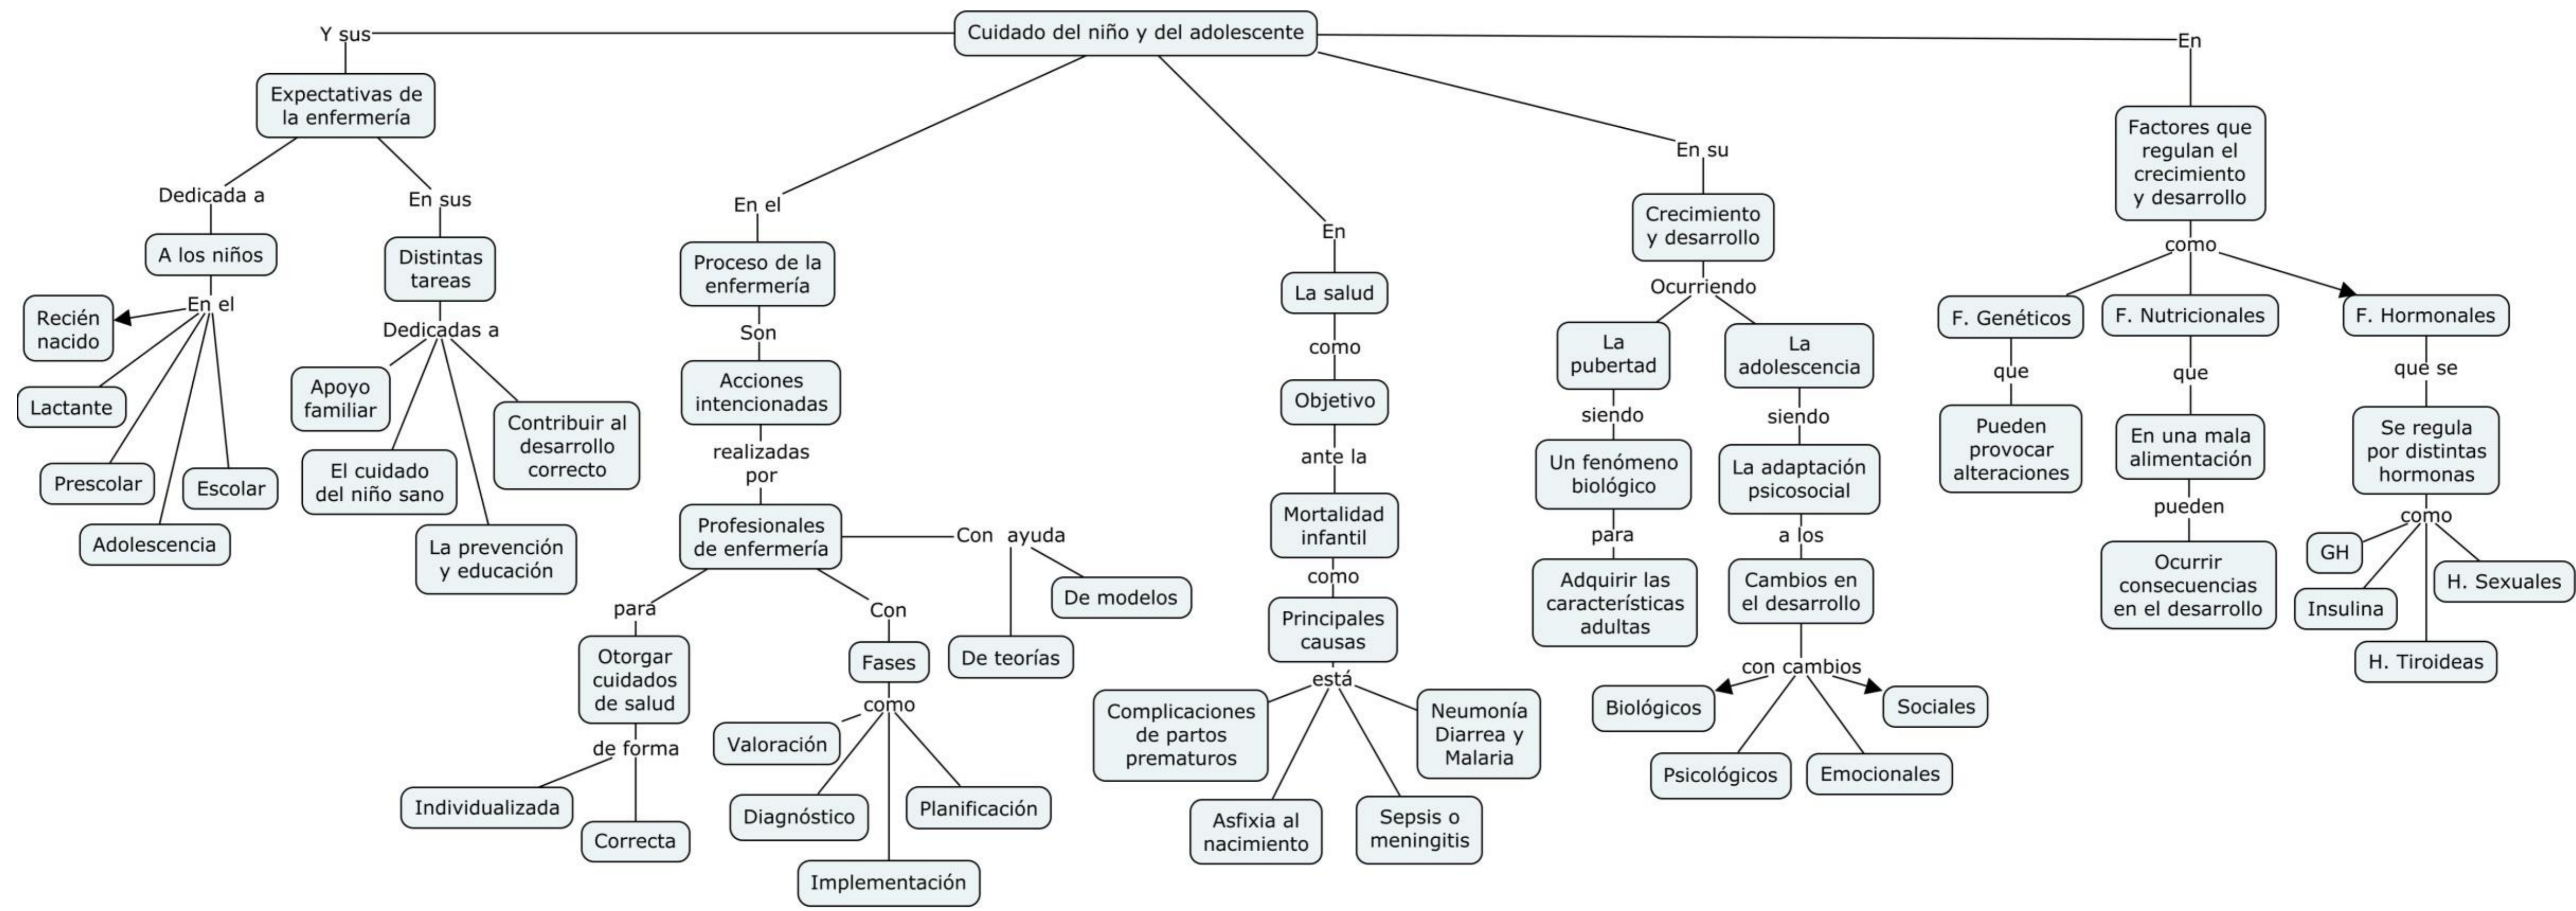 Cuidado del niño y del adolescente
Y sus
Expectativas de
la enfermería
Dedicada a
A los niños
En el
Recién
nacido
Lactante
Prescolar
Adolescencia
Escolar
En sus
Distintas
tareas
Dedicadas a
Apoyo
familiar
El cuidado
del niño sano
La prevención
y educación
Contribuir al
desarrollo
correcto
En el
Proceso de la
enfermería
Son
Acciones
intencionadas
realizadas
por
Profesionales
de enfermería
para
Otorgar
cuidados
de salud
de forma
Individualizada
Correcta
Con
Fases
como
Valoración
Diagnóstico
Implementación
Planificación
Con ayuda
De teorías
De modelos
En
La salud
como
Objetivo
ante la
Mortalidad
infantil
como
Principales
causas
está
Complicaciones
de partos
prematuros
Asfixia al
nacimiento
Sepsis o
meningitis
Neumonía
Diarrea y
Malaria
En su
Crecimiento
y desarrollo
Ocurriendo
La
pubertad
siendo
Un fenómeno
biológico
para
Adquirir las
características
adultas
La
adolescencia
siendo
La adaptación
psicosocial
a los
Cambios en
el desarrollo
con cambios
Biológicos
Psicológicos
Emocionales
Sociales
En
Factores que
regulan el
crecimiento
y desarrollo
como
F. Genéticos
que
Pueden
provocar
alteraciones
F. Nutricionales
que
En una mala
alimentación
pueden
Ocurrir
consecuencias
en el desarrollo
F. Hormonales
que se
Se regula
por distintas
hormonas
como
GH
Insulina
H. Tiroideas
H. Sexuales